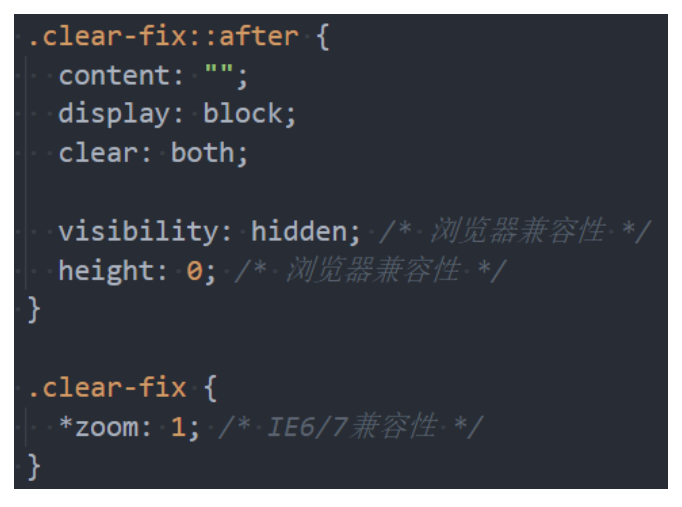 .clear-fix::after {
  content: "";
  display: block;
  clear: both;

  visibility: hidden; /* 浏览器兼容性 */
  height: 0; /* 浏览器兼容性 */
}

.clear-fix {
  *zoom: 1; /* IE6/7兼容性 */
}